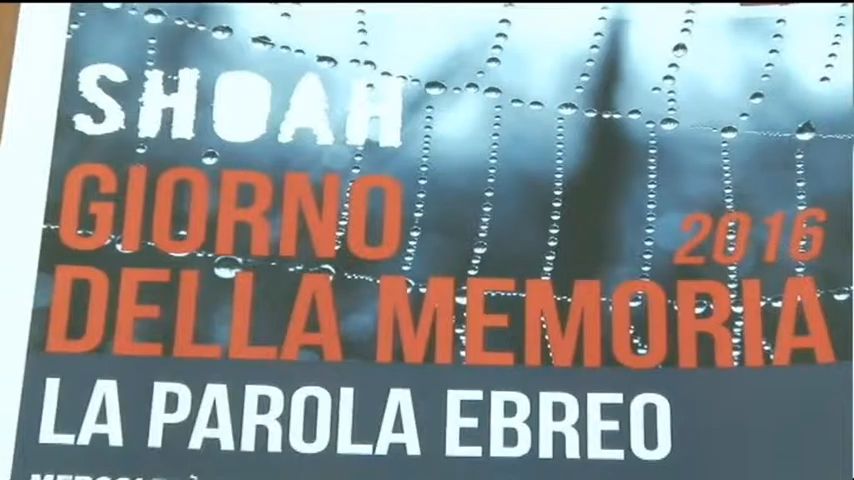 SHOAH
GIORNO
2016
DELLA MEMORIA
LA PAROLA EBREO